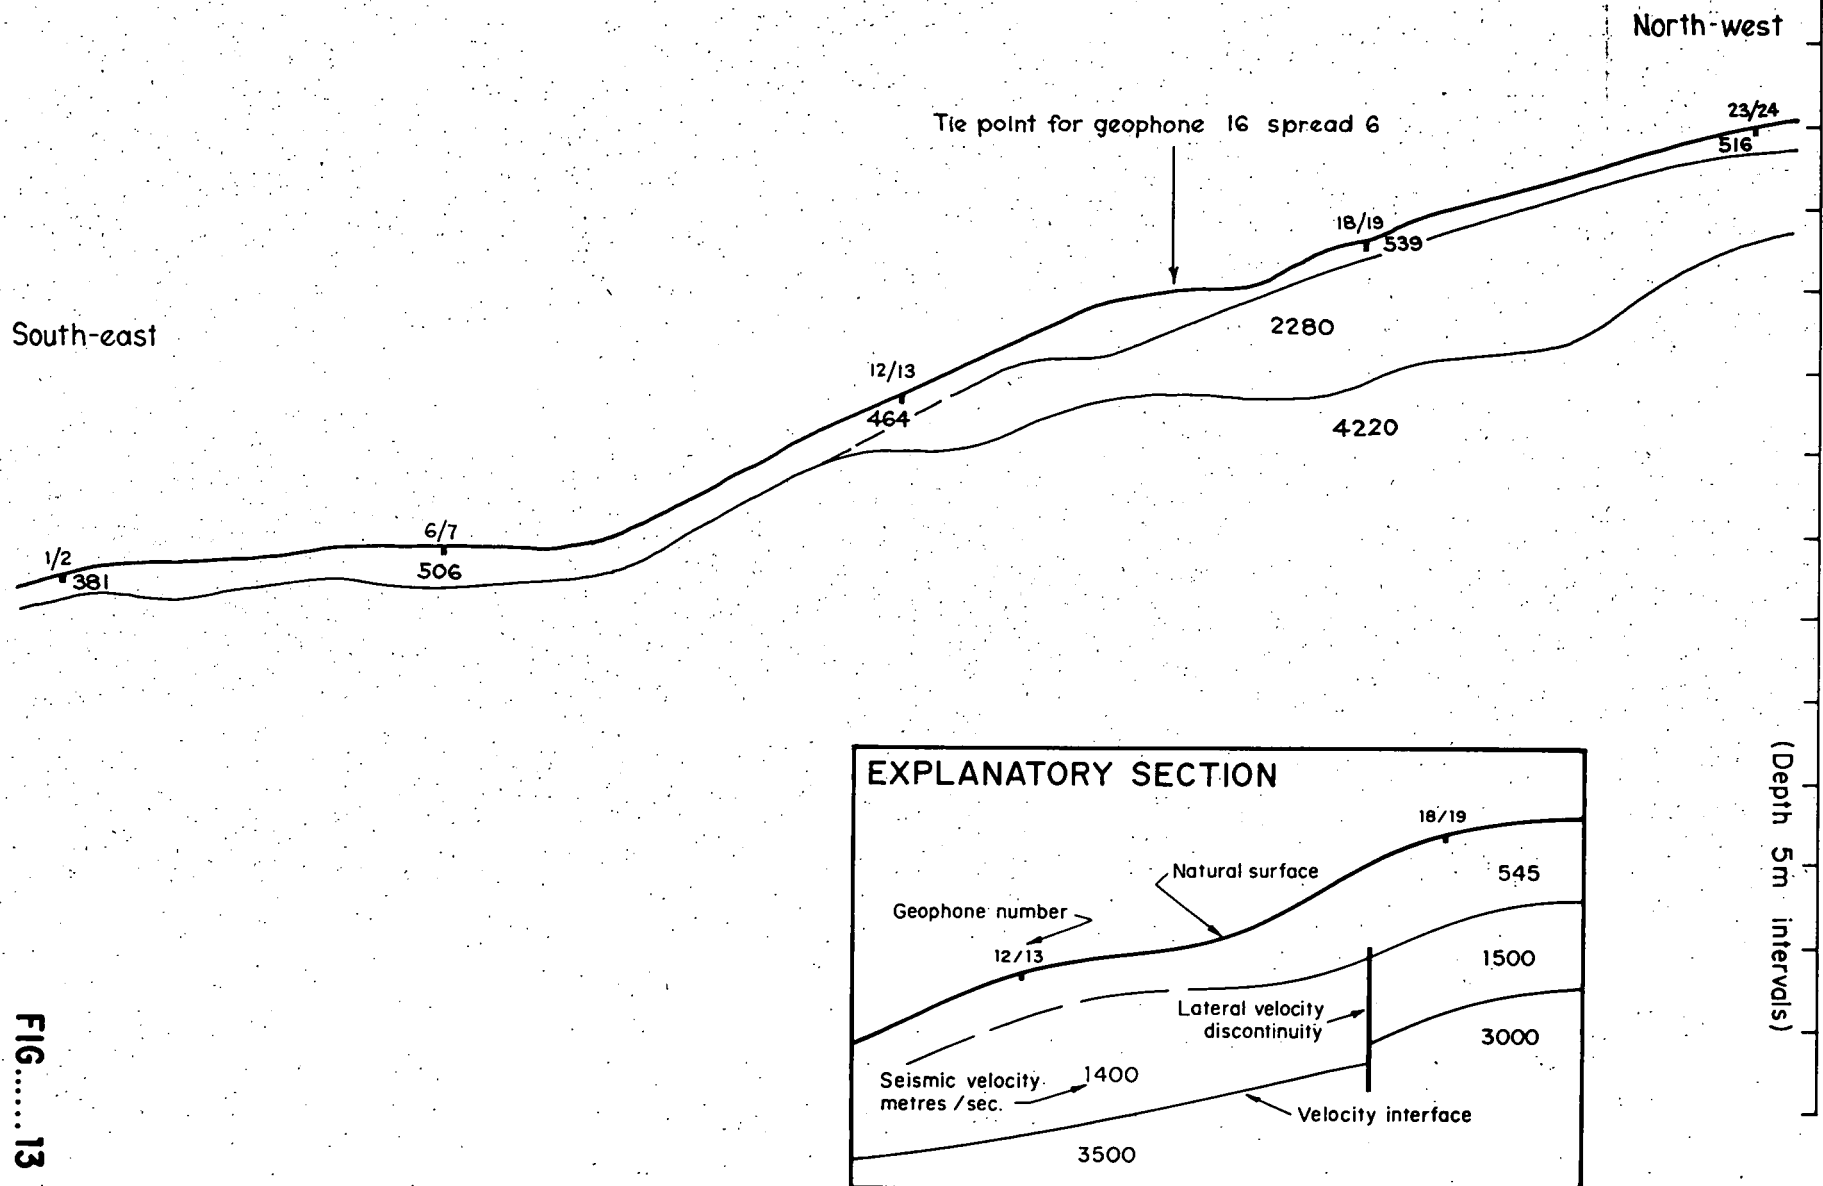 North-west
23/24
516
Tie point for geophone 16 spread 6
18/19
539
South-east
2280
12/13
464
4220
6/7
506
1/2
381
(Depth 5m intervals)
EXPLANATORY SECTION
18/19
545
Natural surface
Geophone number
12/13
1500
Lateral velocity
discontinuity
3000
Seismic velocity
metres /sec.
1400
Velocity interface
3500
FIG.......13